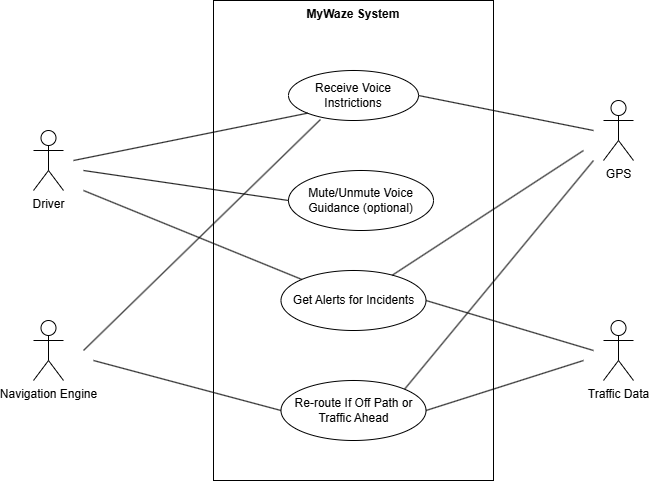 MyWaze System
Receive Voice
Instrictions
GPS
Driver
Mute/Unmute Voice
Guidance (optional)
Get Alerts for Incidents
Navigation Engine
Re-route If Off Path or
Traffic Ahead
Traffic Data